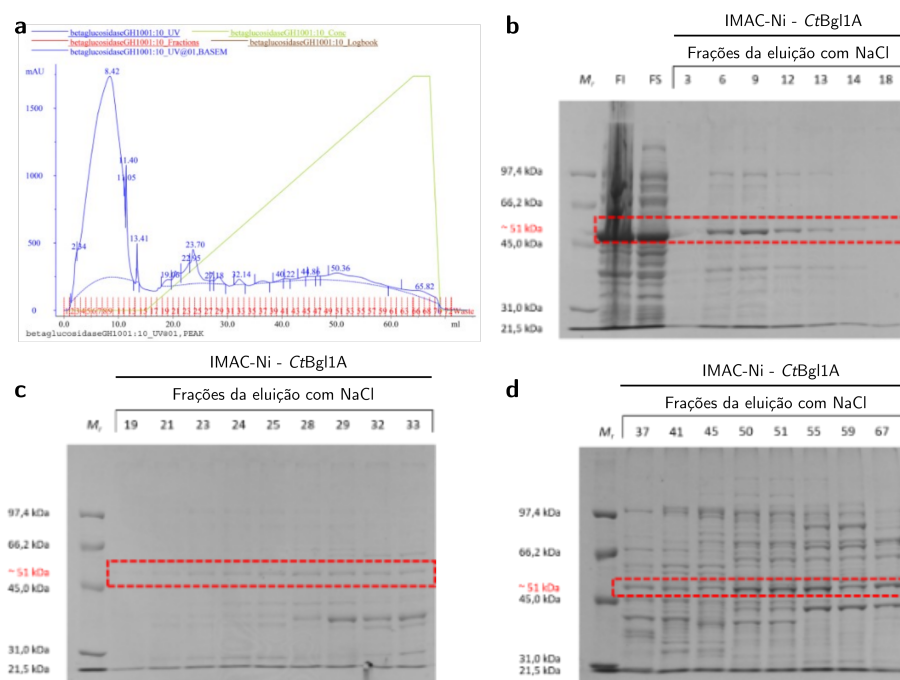 a
betaglucosidaseGH1001:10_UV
betaglucosidaseGH1001:10_Conc
betaglucosidaseGH1001:10_Fractions
betaglucosidaseGH1001:10_Logbook
betaglucosidaseGH1001:10_UV@01,BASEM
mAU
1500
1000
500
0
8.42
11.40
13.41
23.70
32.14
50.36
65.82
0.0 10.0 20.0 30.0 40.0 50.0 60.0 ml
Waste
betaglucosidaseGH1001:10_UV@01,PEAK
b
IMAC-Ni - CtBgl1A
Frações da eluição com NaCl
Mr FI FS 3 6 9 12 13 14 18
97,4 kDa
66,2 kDa
~ 51 kDa
45,0 kDa
31,0 kDa
21,5 kDa
c
IMAC-Ni - CtBgl1A
Frações da eluição com NaCl
Mr 19 21 23 24 25 28 29 32 33
97,4 kDa
66,2 kDa
~ 51 kDa
45,0 kDa
31,0 kDa
21,5 kDa
d
IMAC-Ni - CtBgl1A
Frações da eluição com NaCl
Mr 37 41 45 50 51 55 59 67
97,4 kDa
66,2 kDa
~ 51 kDa
45,0 kDa
31,0 kDa
21,5 kDa